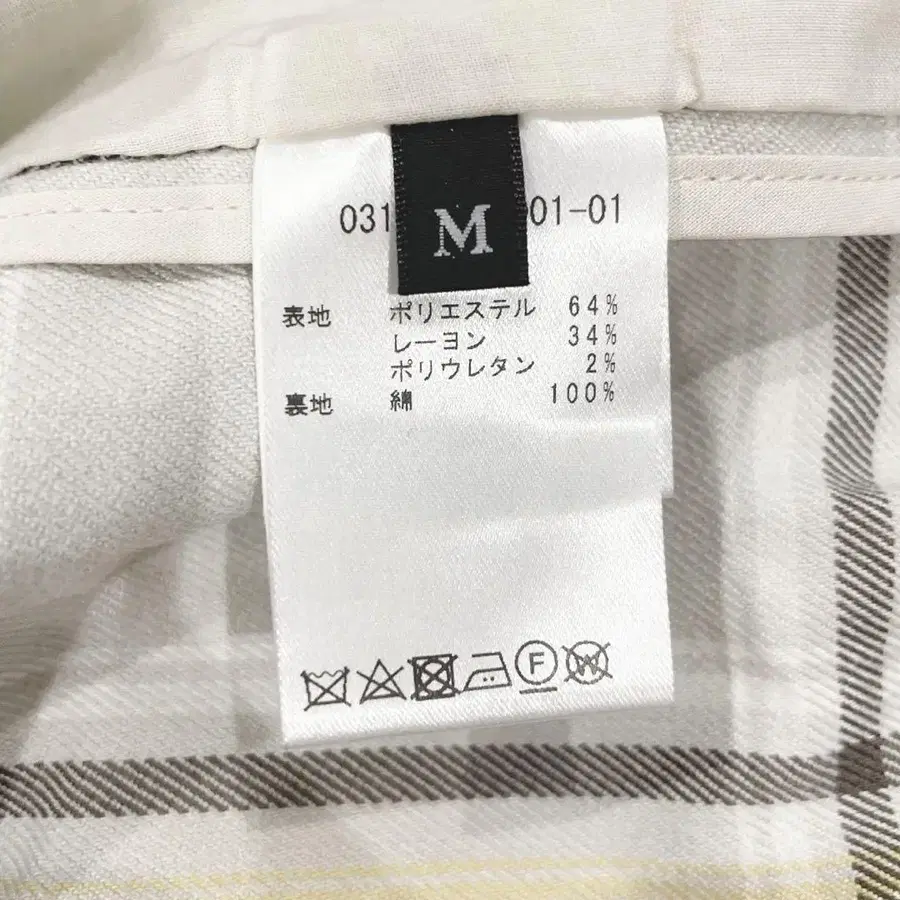 031 01-01
M
表地 ポリエステル 64%
レーヨン 34%
ポリウレタン 2%
裏地 綿 100%
F
W